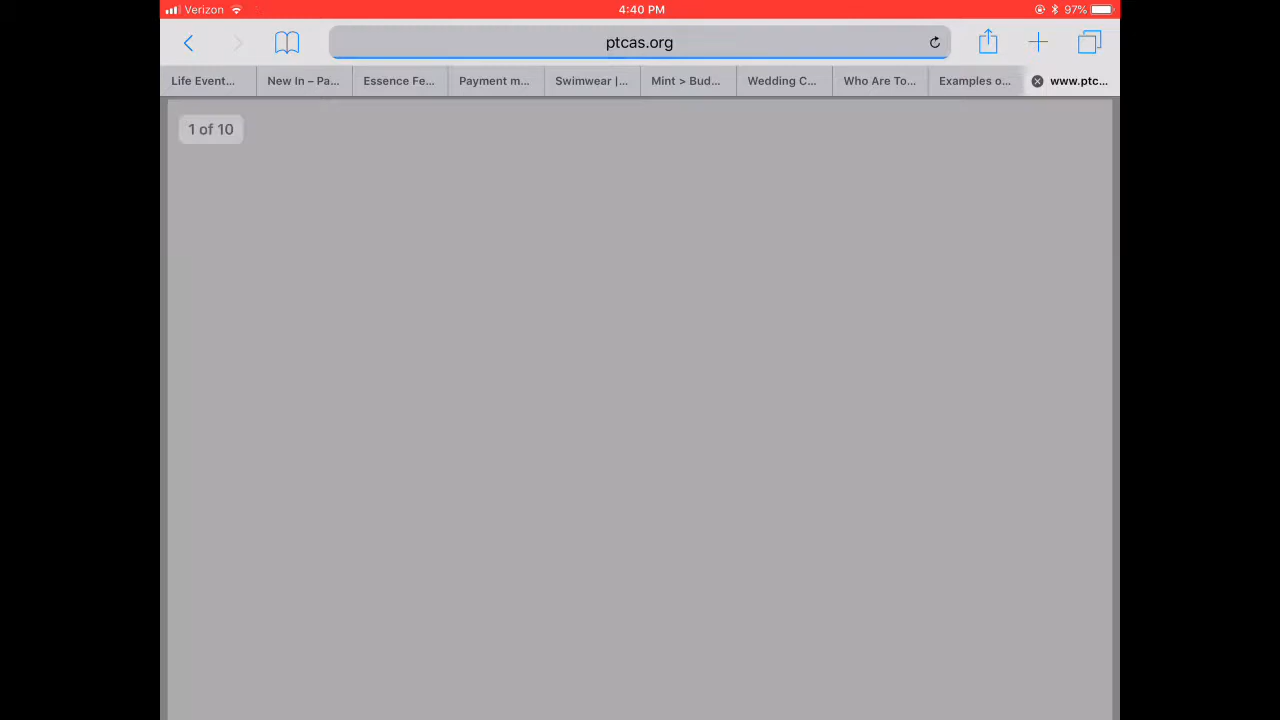 Verizon 4:40 PM 97%
ptcas.org
Life Event... New In – Pa... Essence Fe... Payment m... Swimwear |... Mint > Bud... Wedding C... Who Are To... Examples o... www.ptc...
1 of 10